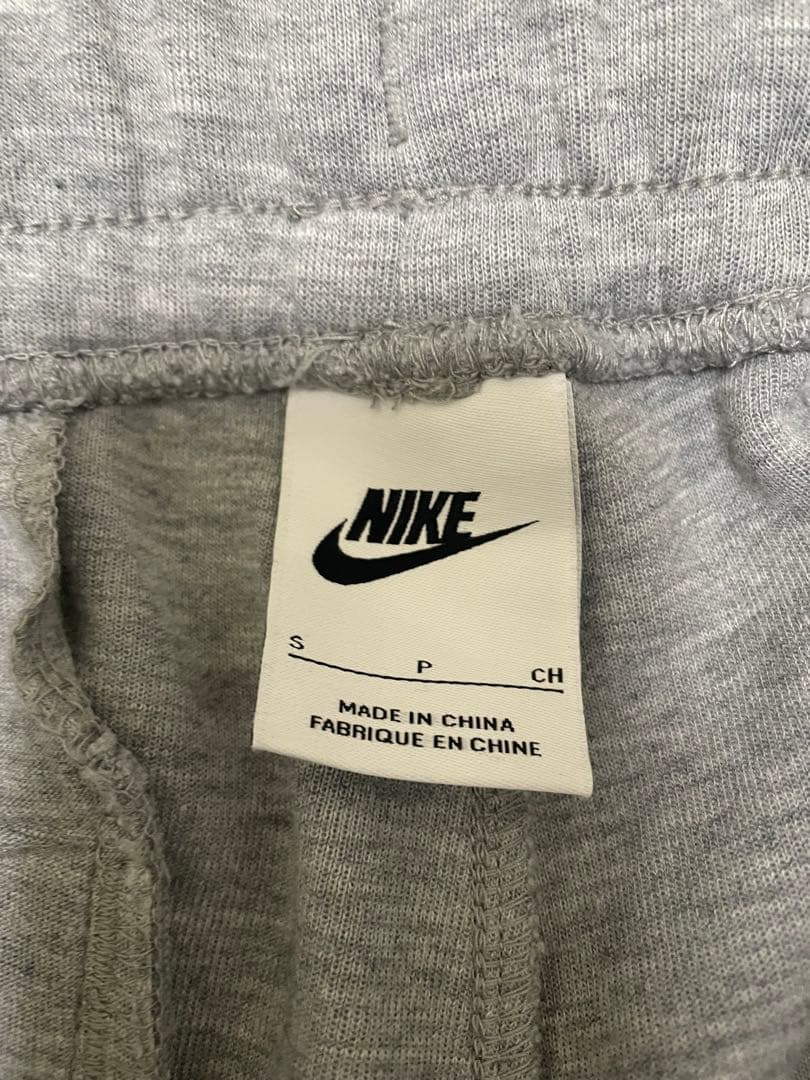 NIKE
S P CH
MADE IN CHINA
FABRIQUE EN CHINE